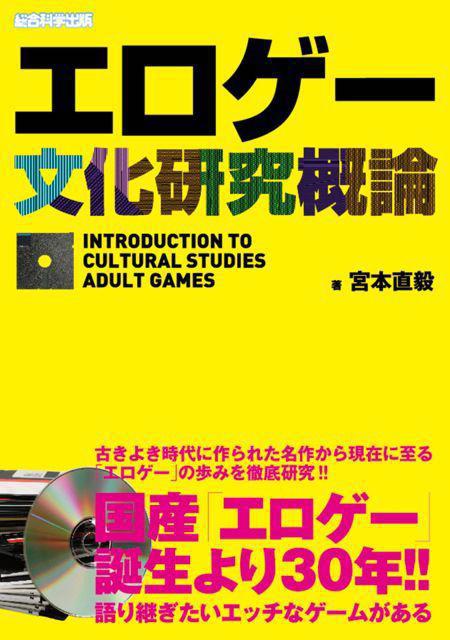 総合科学出版
エロゲー
文化研究概論
INTRODUCTION TO
CULTURAL STUDIES
ADULT GAMES
著 宮本直毅
古きよき時代に作られた名作から現在に至る
「エロゲー」の歩みを徹底研究!!
国産「エロゲー」
誕生より30年!!
語り継ぎたいエッチなゲームがある